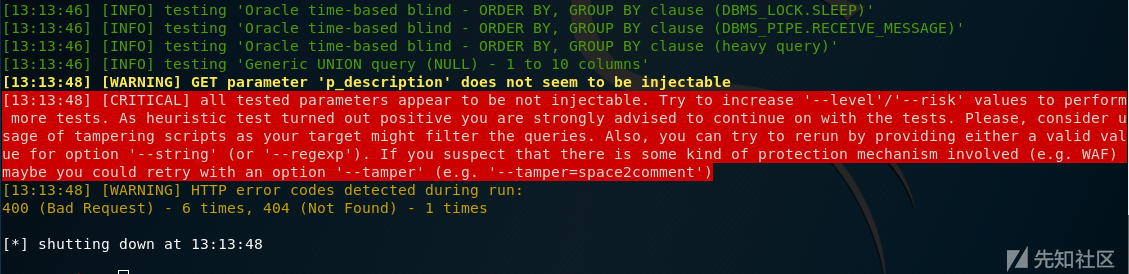 [13:13:46] [INFO] testing 'Oracle time-based blind - ORDER BY, GROUP BY clause (DBMS_LOCK.SLEEP)'
[13:13:46] [INFO] testing 'Oracle time-based blind - ORDER BY, GROUP BY clause (DBMS_PIPE.RECEIVE_MESSAGE)'
[13:13:46] [INFO] testing 'Oracle time-based blind - ORDER BY, GROUP BY clause (heavy query)'
[13:13:46] [INFO] testing 'Generic UNION query (NULL) - 1 to 10 columns'
[13:13:48] [WARNING] GET parameter 'p_description' does not seem to be injectable
[13:13:48] [CRITICAL] all tested parameters appear to be not injectable. Try to increase '--level'/'--risk' values to perform
more tests. As heuristic test turned out positive you are strongly advised to continue on with the tests. Please, consider u
sage of tampering scripts as your target might filter the queries. Also, you can try to rerun by providing either a valid val
ue for option '--string' (or '--regexp'). If you suspect that there is some kind of protection mechanism involved (e.g. WAF)
maybe you could retry with an option '--tamper' (e.g. '--tamper=space2comment')
[13:13:48] [WARNING] HTTP error codes detected during run:
400 (Bad Request) - 6 times, 404 (Not Found) - 1 times
[*] shutting down at 13:13:48
先知社区